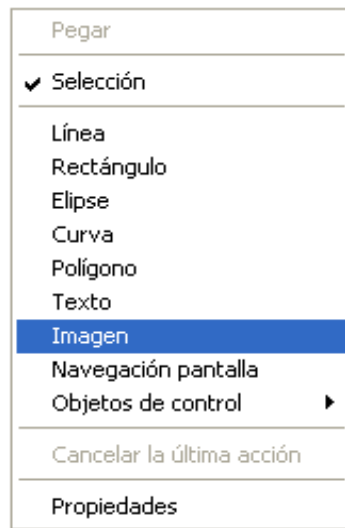 Pegar
Selección
Línea
Rectángulo
Elipse
Curva
Polígono
Texto
Imagen
Navegación pantalla
Objetos de control
Cancelar la última acción
Propiedades